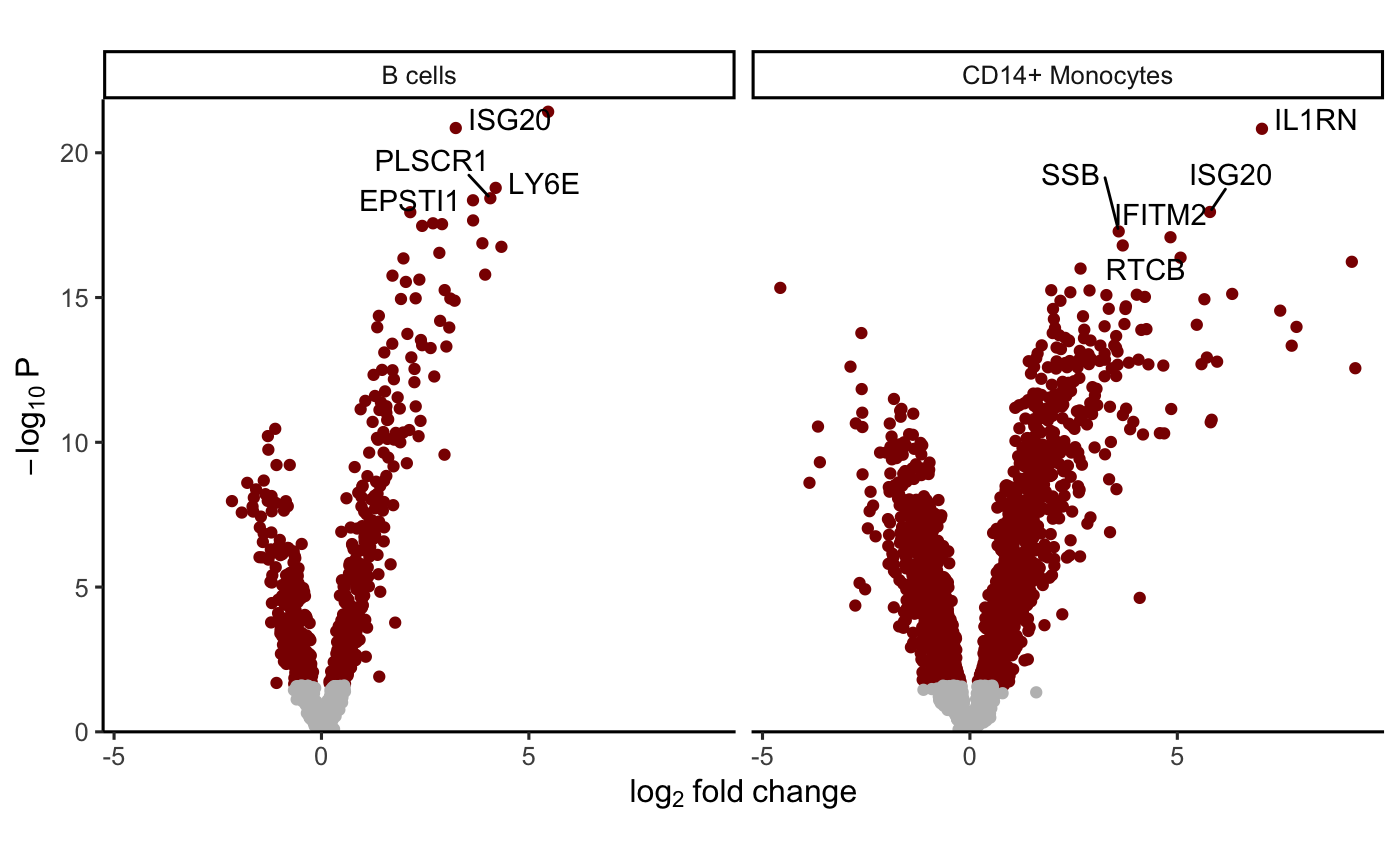 B cells
CD14+ Monocytes
ISG20
PLSCR1
LY6E
EPSTI1
IL1RN
SSB
ISG20
IFITM2
RTCB
20
15
10
5
0
−log₁₀ P
-5 0 5
-5 0 5
log₂ fold change